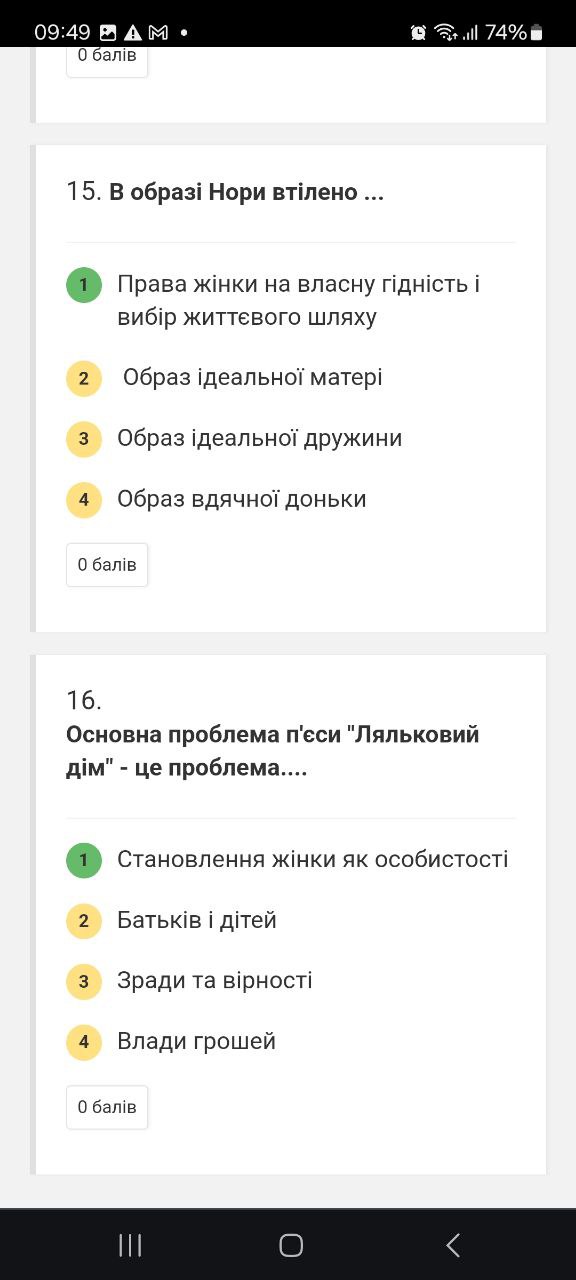 09:49
74%
0 балів
15. В образі Нори втілено ...
1 Права жінки на власну гідність і
вибір життєвого шляху
2 Образ ідеальної матері
3 Образ ідеальної дружини
4 Образ вдячної доньки
0 балів
16.
Основна проблема п'єси "Ляльковий
дім" - це проблема....
1 Становлення жінки як особистості
2 Батьків і дітей
3 Зради та вірності
4 Влади грошей
0 балів